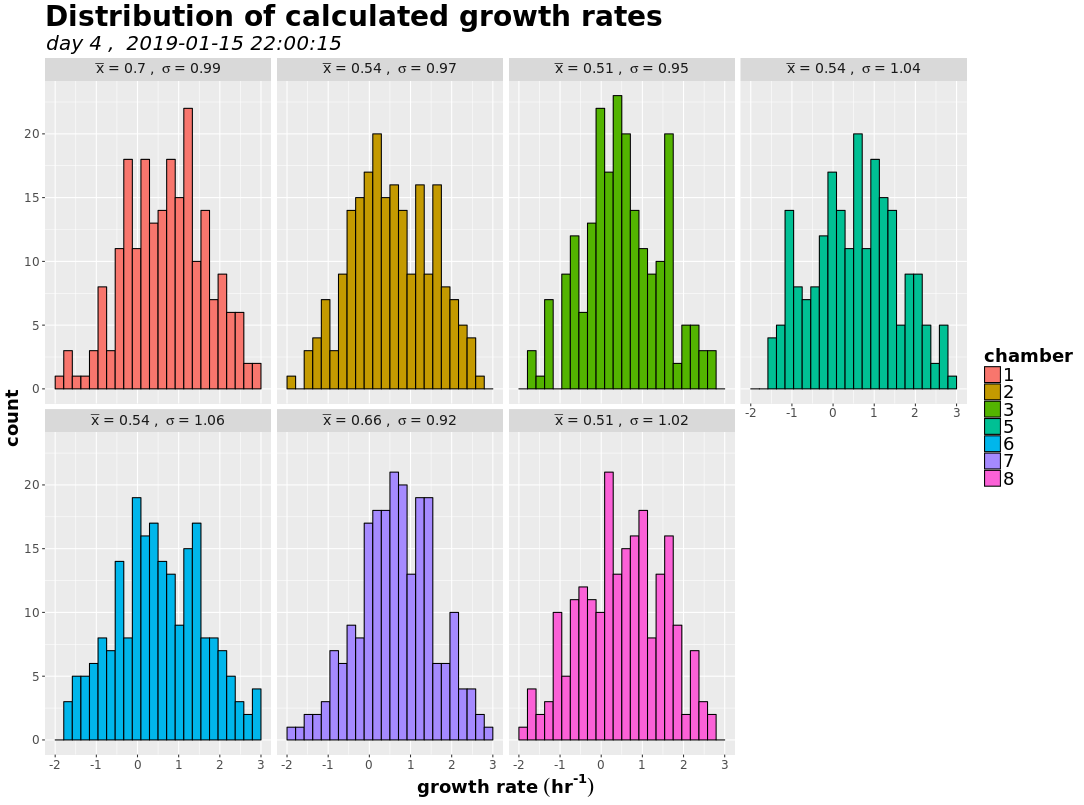 Distribution of calculated growth rates
day 4 ,  2019-01-15 22:00:15
x̅ = 0.7 ,  σ = 0.99
x̅ = 0.54 ,  σ = 0.97
x̅ = 0.51 ,  σ = 0.95
x̅ = 0.54 ,  σ = 1.04
20
15
10
5
0
-2 -1 0 1 2 3
x̅ = 0.54 ,  σ = 1.06
x̅ = 0.66 ,  σ = 0.92
x̅ = 0.51 ,  σ = 1.02
20
15
10
5
0
-2 -1 0 1 2 3
-2 -1 0 1 2 3
-2 -1 0 1 2 3
count
growth rate (hr⁻¹)
chamber
1
2
3
5
6
7
8